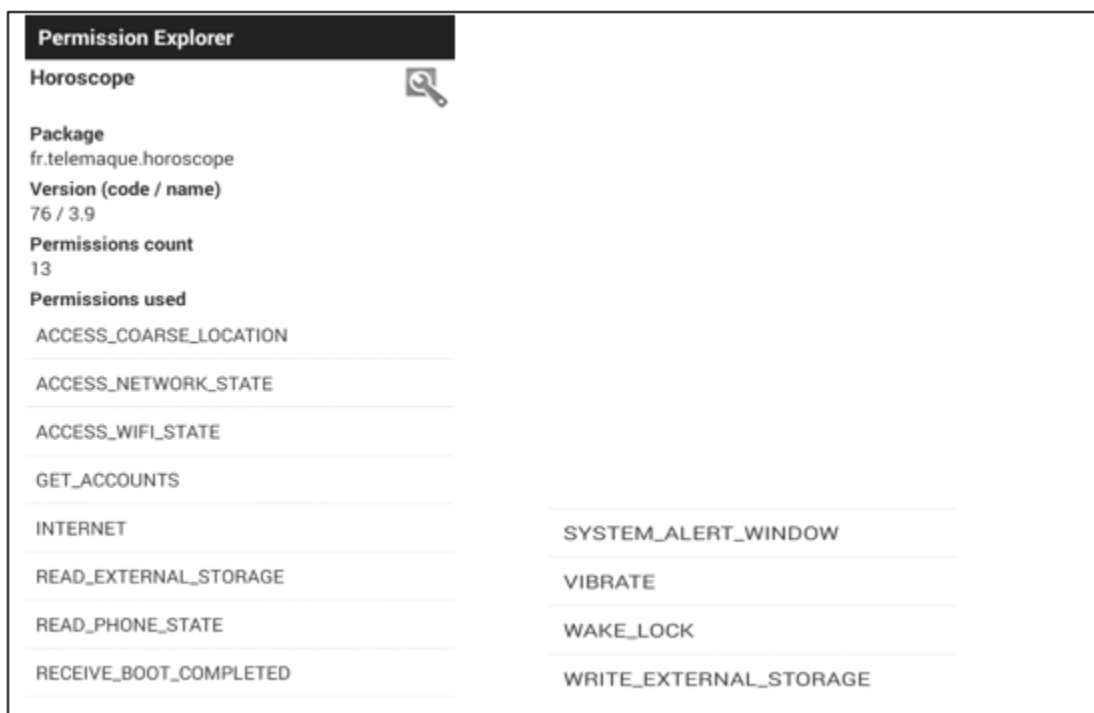 Permission Explorer
Horoscope
Package
fr.telemaque.horoscope
Version (code / name)
76 / 3.9
Permissions count
13
Permissions used
ACCESS_COARSE_LOCATION
ACCESS_NETWORK_STATE
ACCESS_WIFI_STATE
GET_ACCOUNTS
INTERNET
READ_EXTERNAL_STORAGE
READ_PHONE_STATE
RECEIVE_BOOT_COMPLETED
SYSTEM_ALERT_WINDOW
VIBRATE
WAKE_LOCK
WRITE_EXTERNAL_STORAGE